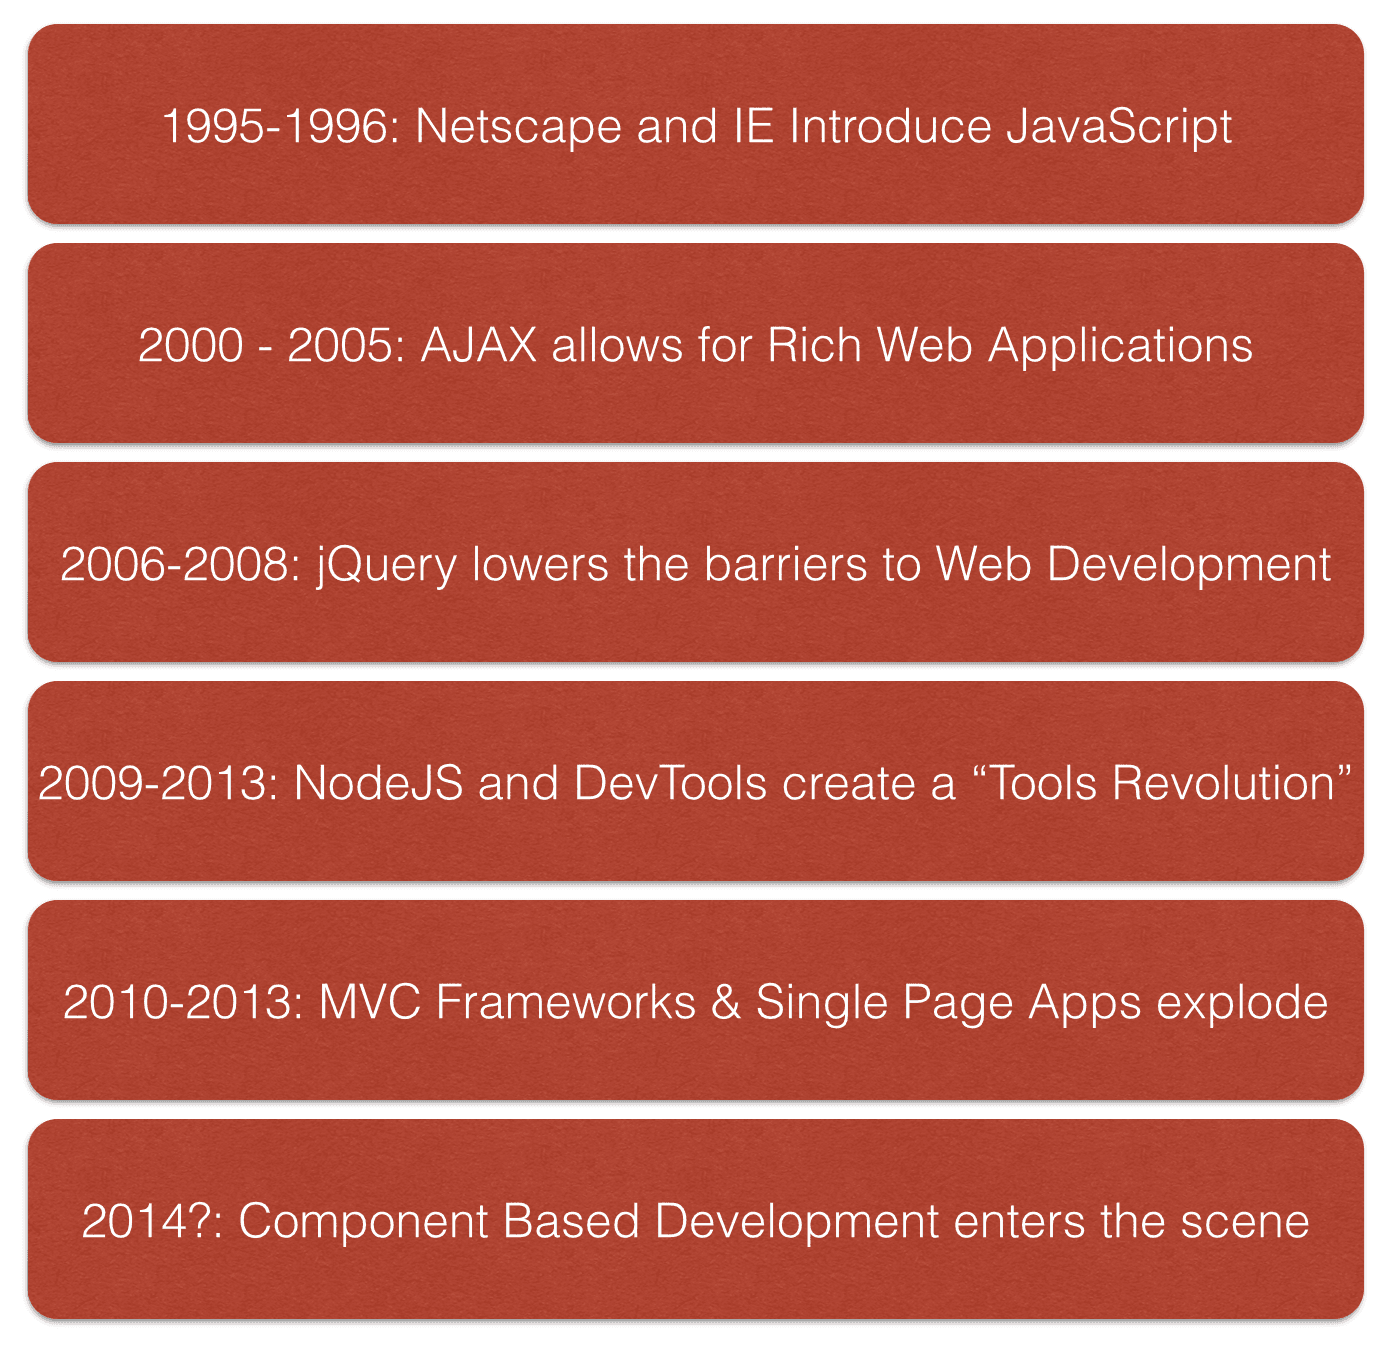 1995-1996: Netscape and IE Introduce JavaScript
2000 - 2005: AJAX allows for Rich Web Applications
2006-2008: jQuery lowers the barriers to Web Development
2009-2013: NodeJS and DevTools create a “Tools Revolution”
2010-2013: MVC Frameworks & Single Page Apps explode
2014?: Component Based Development enters the scene